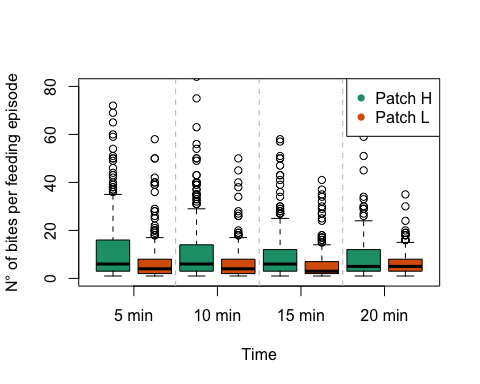 N° of bites per feeding episode
80
60
40
20
0
Patch H
Patch L
5 min 10 min 15 min 20 min
Time